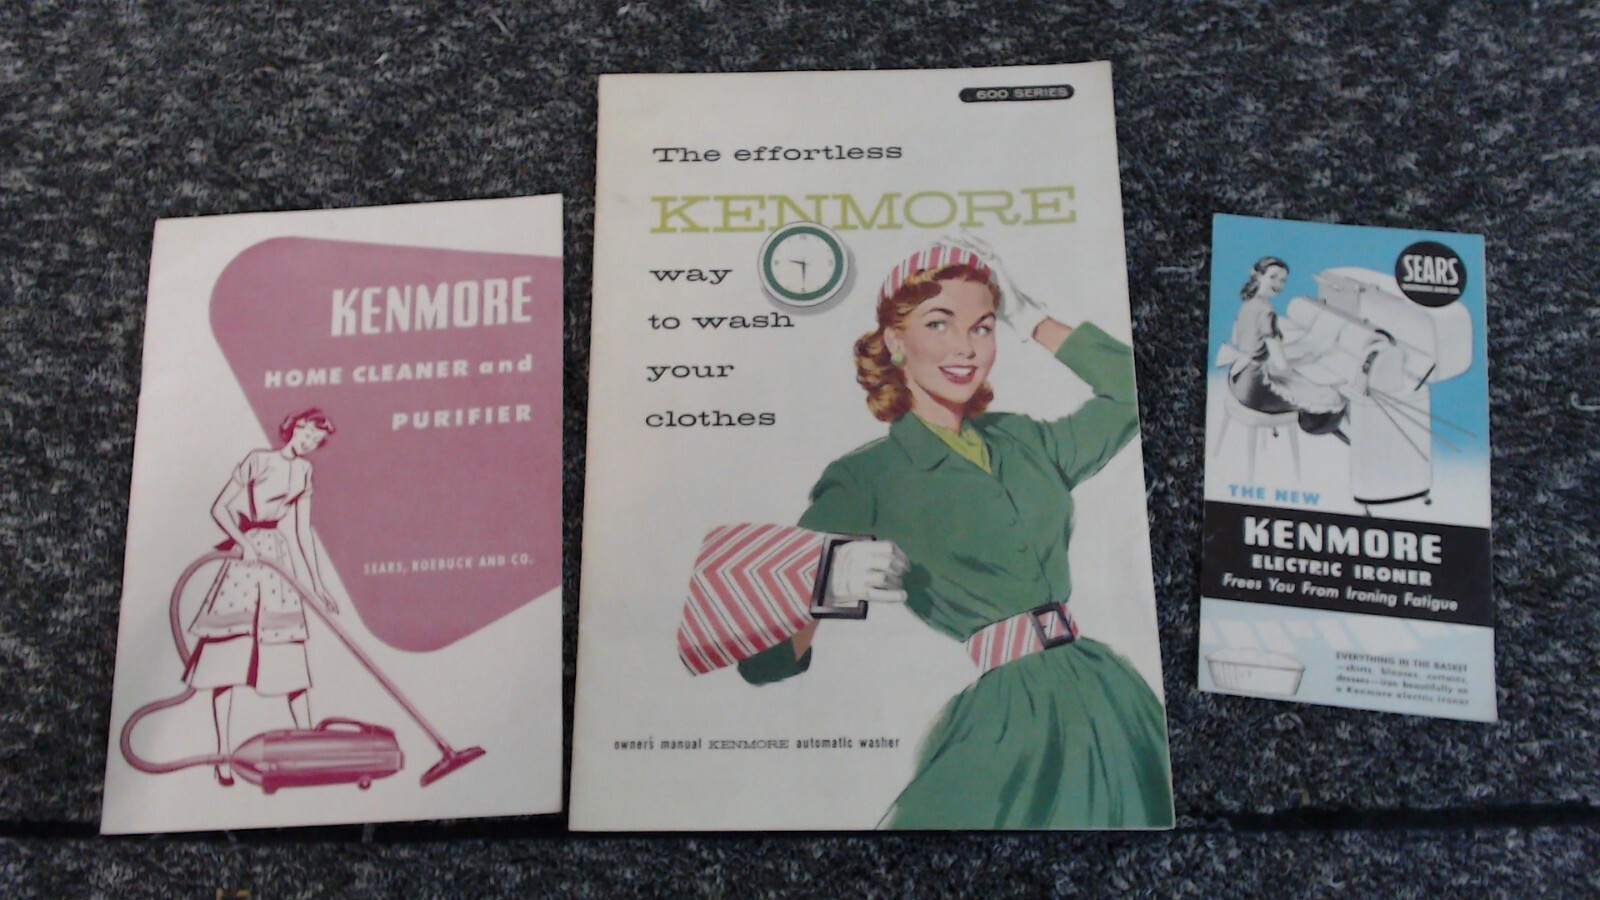 KENMORE
HOME CLEANER and
PURIFIER
SEARS, ROEBUCK AND CO.
600 SERIES
The effortless
KENMORE
way
to wash
your
clothes
owner's manual KENMORE automatic washer
SEARS
THE NEW
KENMORE
ELECTRIC IRONER
Frees You From Ironing Fatigue
EVERYTHING IN THE BASKET
—shirts, blouses, curtains,
dresses—iron beautifully on
a Kenmore electric ironer